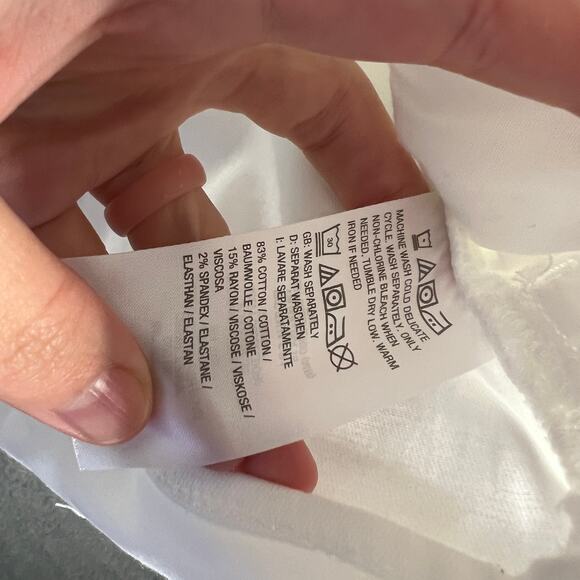 MACHINE WASH COLD DELICATE
CYCLE. WASH SEPARATELY. ONLY
NON-CHLORINE BLEACH WHEN
NEEDED. TUMBLE DRY LOW. WARM
IRON IF NEEDED
30
GB: WASH SEPARATELY
D: SEPARAT WASCHEN
I: LAVARE SEPARATAMENTE
83% COTTON / COTTON /
BAUMWOLLE / COTONE
15% RAYON / VISCOSE / VISKOSE /
VISCOSA
2% SPANDEX / ELASTANE /
ELASTHAN / ELASTAN